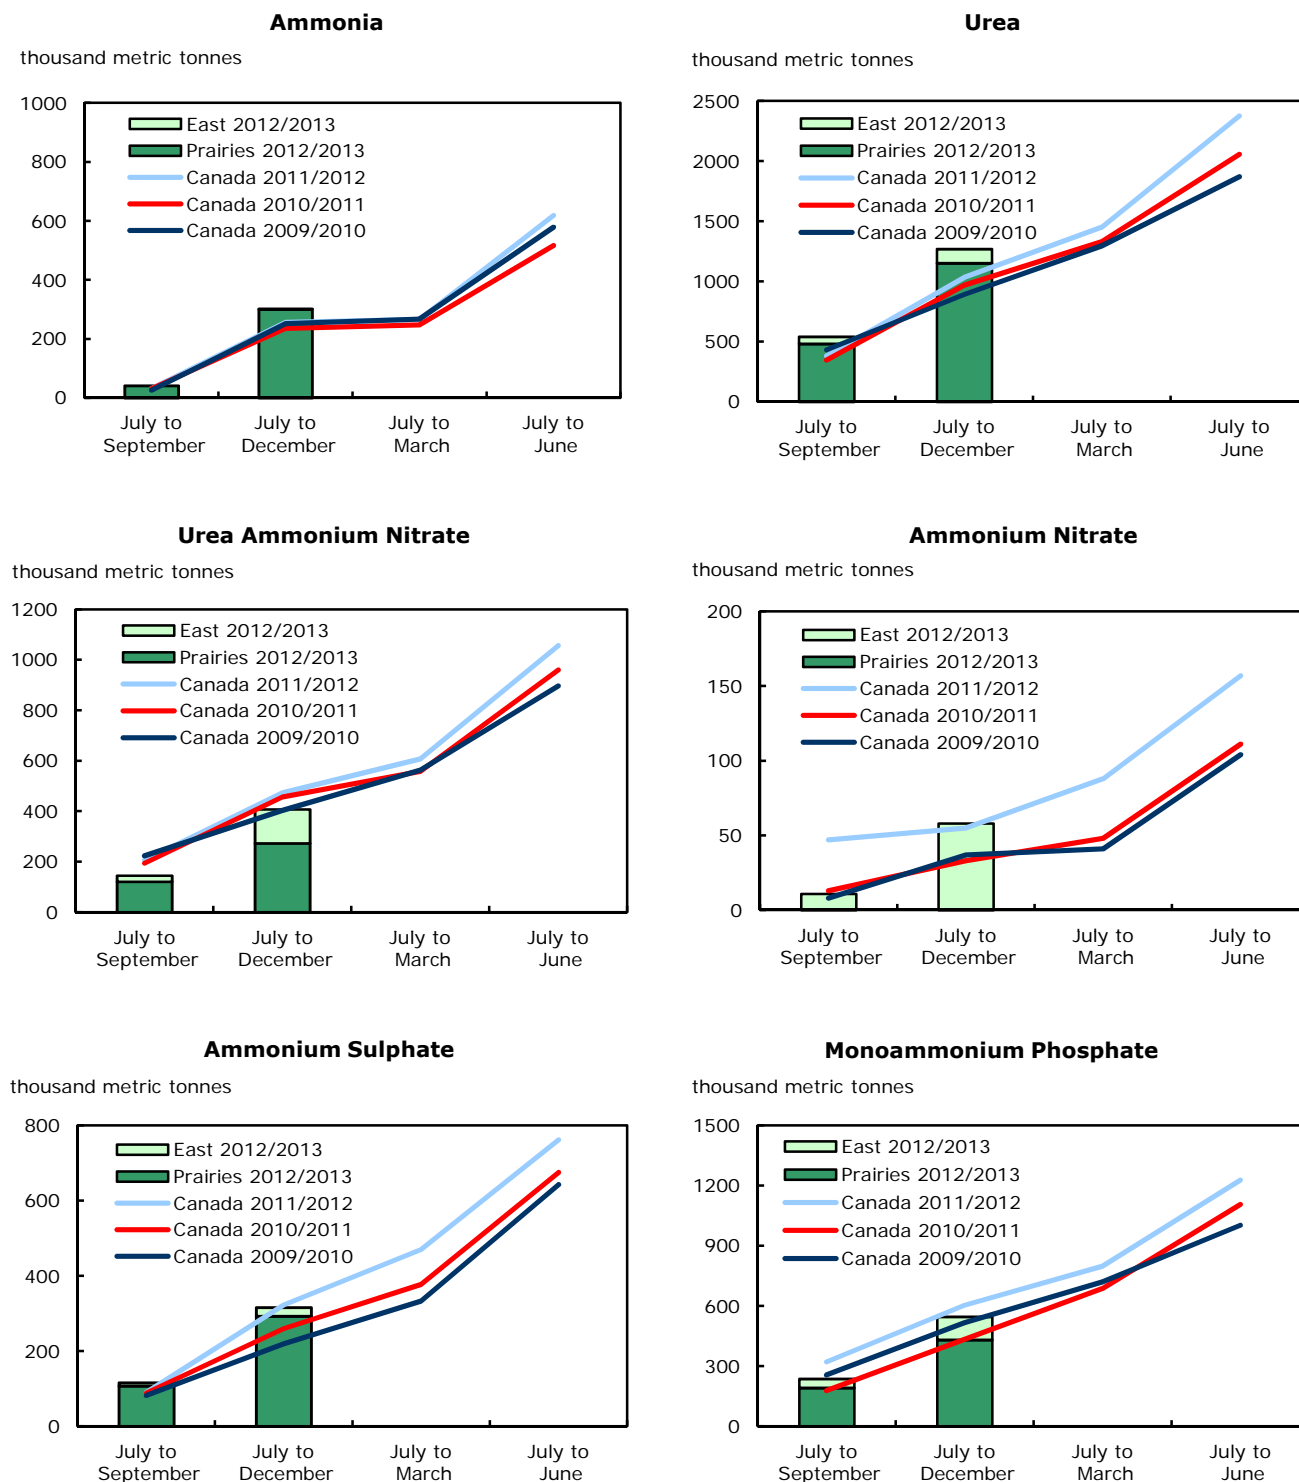 Ammonia
thousand metric tonnes
1000
800
600
400
200
0
East 2012/2013
Prairies 2012/2013
Canada 2011/2012
Canada 2010/2011
Canada 2009/2010
July to September
July to December
July to March
July to June
Urea
thousand metric tonnes
2500
2000
1500
1000
500
0
East 2012/2013
Prairies 2012/2013
Canada 2011/2012
Canada 2010/2011
Canada 2009/2010
July to September
July to December
July to March
July to June
Urea Ammonium Nitrate
thousand metric tonnes
1200
1000
800
600
400
200
0
East 2012/2013
Prairies 2012/2013
Canada 2011/2012
Canada 2010/2011
Canada 2009/2010
July to September
July to December
July to March
July to June
Ammonium Nitrate
thousand metric tonnes
200
150
100
50
0
East 2012/2013
Prairies 2012/2013
Canada 2011/2012
Canada 2010/2011
Canada 2009/2010
July to September
July to December
July to March
July to June
Ammonium Sulphate
thousand metric tonnes
800
600
400
200
0
East 2012/2013
Prairies 2012/2013
Canada 2011/2012
Canada 2010/2011
Canada 2009/2010
July to September
July to December
July to March
July to June
Monoammonium Phosphate
thousand metric tonnes
1500
1200
900
600
300
0
East 2012/2013
Prairies 2012/2013
Canada 2011/2012
Canada 2010/2011
Canada 2009/2010
July to September
July to December
July to March
July to June